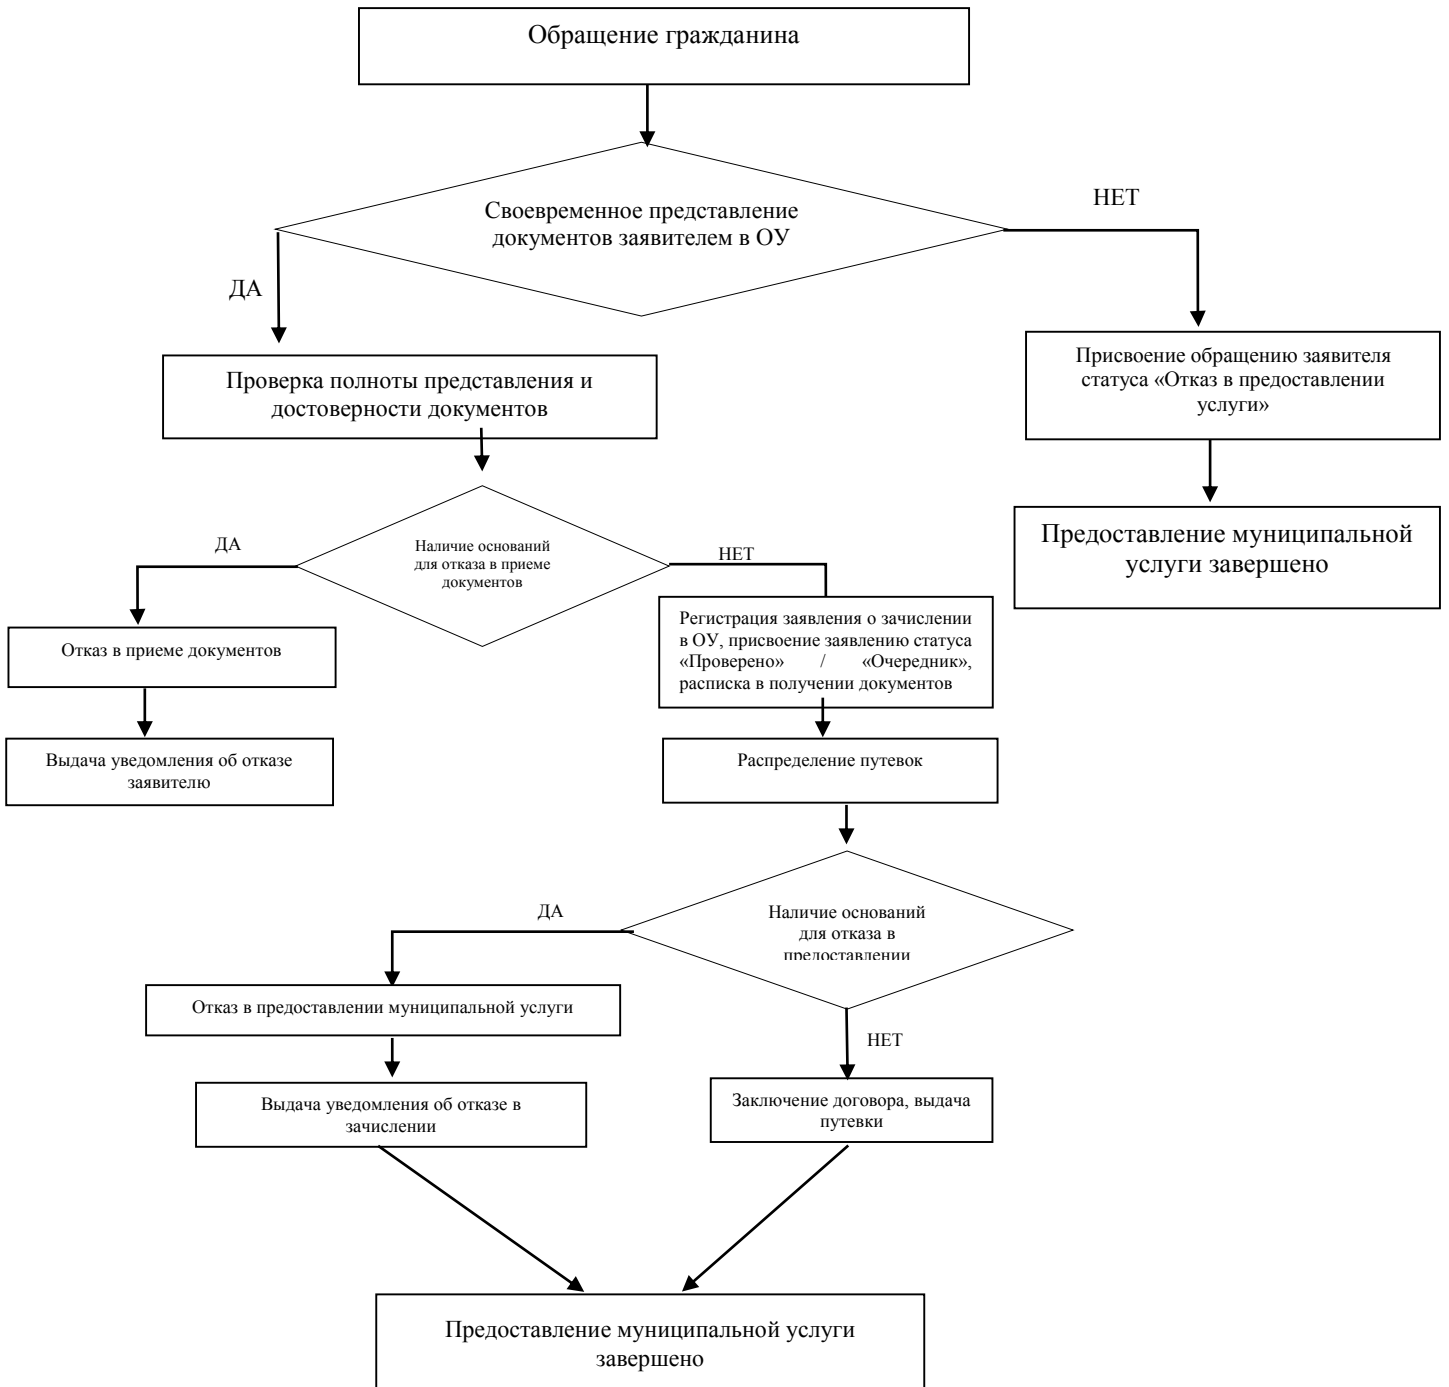 Обращение гражданина
Своевременное представление
документов заявителем в ОУ
НЕТ
ДА
Проверка полноты представления и
достоверности документов
Присвоение обращению заявителя
статуса «Отказ в предоставлении
услуги»
Предоставление муниципальной
услуги завершено
ДА
Наличие оснований
для отказа в приеме
документов
НЕТ
Отказ в приеме документов
Регистрация заявления о зачислении
в ОУ, присвоение заявлению статуса
«Проверено» / «Очередник»,
расписка в получении документов
Выдача уведомления об отказе
заявителю
Распределение путевок
ДА
Наличие оснований
для отказа в
предоставлении
Отказ в предоставлении муниципальной услуги
НЕТ
Выдача уведомления об отказе в
зачислении
Заключение договора, выдача
путевки
Предоставление муниципальной услуги
завершено